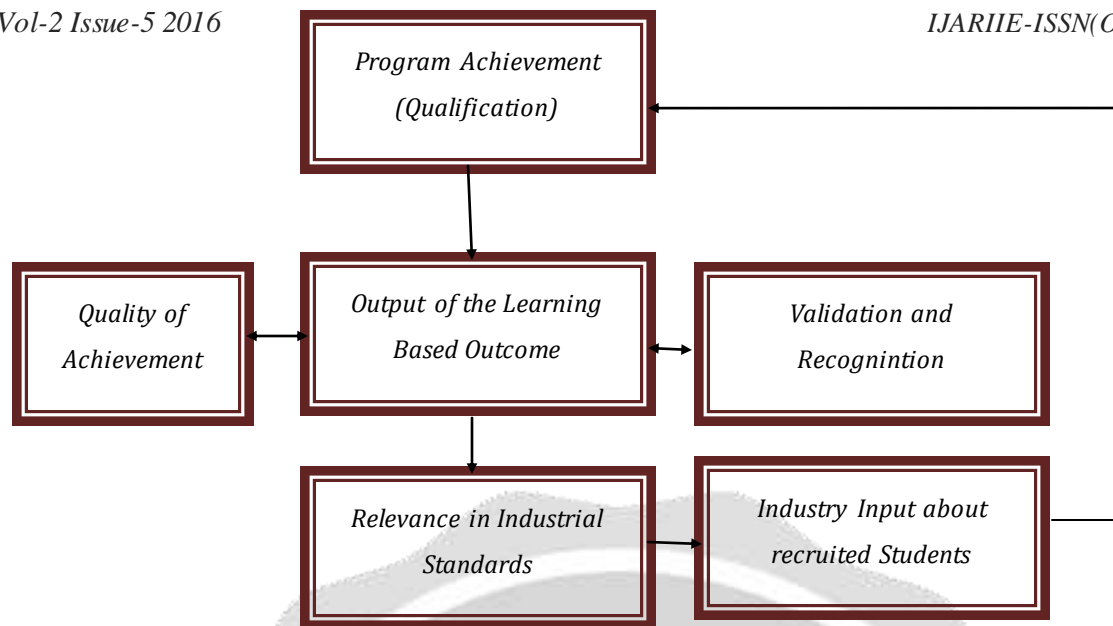 Vol-2 Issue-5 2016
IJARIIE-ISSN(O
Program Achievement
(Qualification)
Quality of
Achievement
Output of the Learning
Based Outcome
Validation and
Recognintion
Relevance in Industrial
Standards
Industry Input about
recruited Students